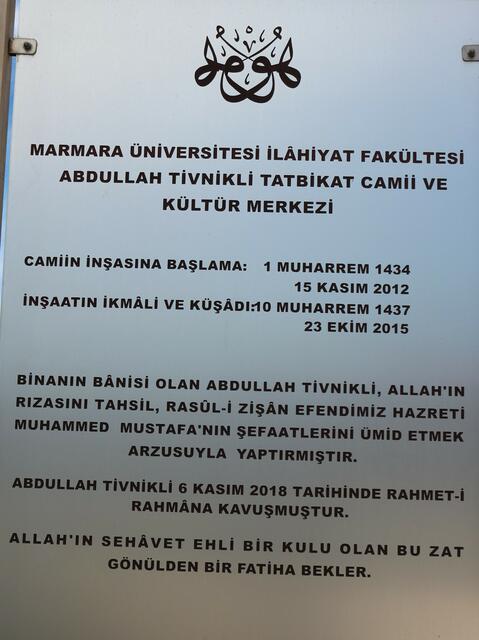 MARMARA ÜNİVERSİTESİ İLÂHİYAT FAKÜLTESİ
ABDULLAH TİVNİKLİ TATBİKAT CAMİİ VE
KÜLTÜR MERKEZİ
CAMİİN İNŞASINA BAŞLAMA: 1 MUHARREM 1434
15 KASIM 2012
İNŞAATIN İKMÂLİ VE KÜŞÂDI:10 MUHARREM 1437
23 EKİM 2015
BİNANIN BÂNİSİ OLAN ABDULLAH TİVNİKLİ, ALLAH'IN
RIZASINI TAHSİL, RASÛL-İ ZİŞÂN EFENDİMİZ HAZRETİ
MUHAMMED MUSTAFA'NIN ŞEFAATLERİNİ ÜMİD ETMEK
ARZUSUYLA YAPTIRMIŞTIR.
ABDULLAH TİVNİKLİ 6 KASIM 2018 TARİHİNDE RAHMET-İ
RAHMÂNA KAVUŞMUŞTUR.
ALLAH'IN SEHÂVET EHLİ BİR KULU OLAN BU ZAT
GÖNÜLDEN BİR FATİHA BEKLER.